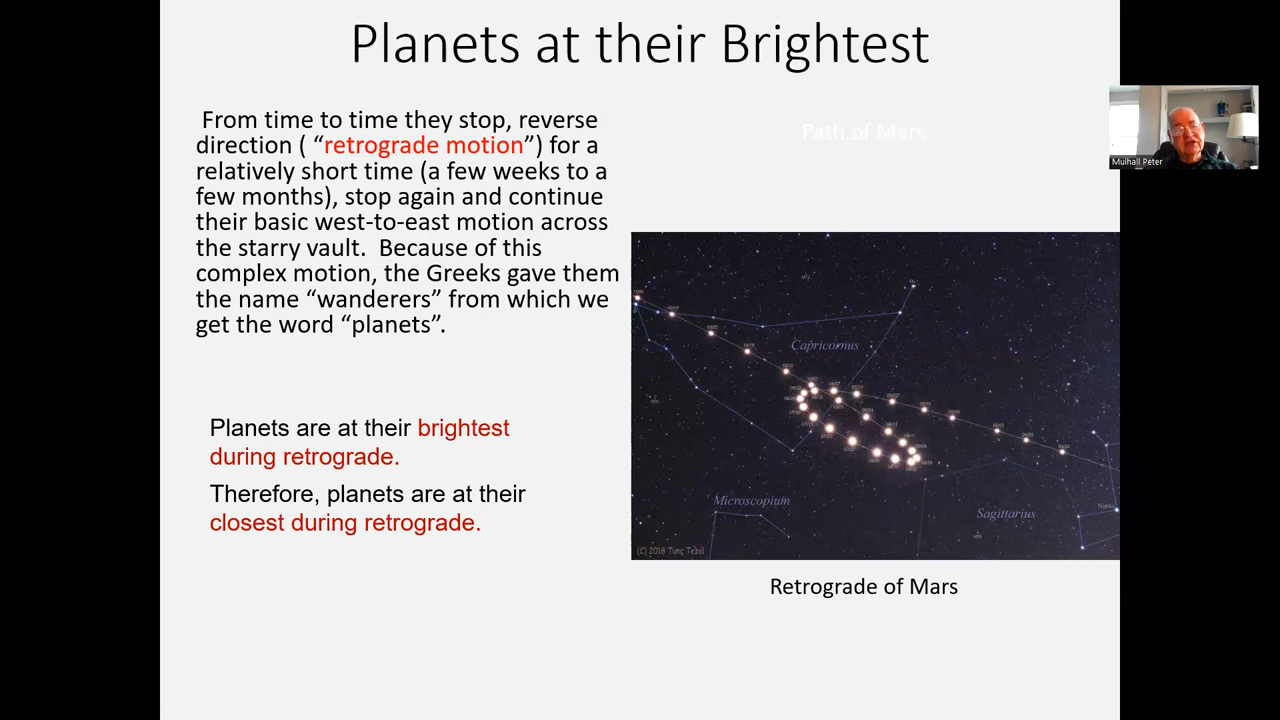 Planets at their Brightest
From time to time they stop, reverse
direction ( “retrograde motion”) for a
relatively short time (a few weeks to a
few months), stop again and continue
their basic west-to-east motion across
the starry vault.  Because of this
complex motion, the Greeks gave them
the name “wanderers” from which we
get the word “planets”.
Planets are at their brightest
during retrograde.
Therefore, planets are at their
closest during retrograde.
Path of Mars
Mulhall Peter
Capricornus
Microscopium
Sagittarius
(C) 2018 Tunç Tezel
Retrograde of Mars